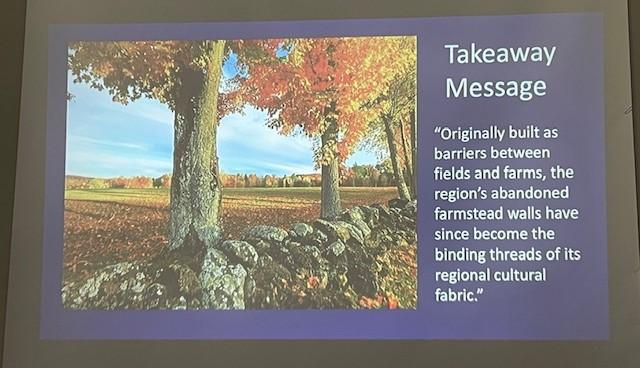 Takeaway
Message
“Originally built as
barriers between
fields and farms, the
region’s abandoned
farmstead walls have
since become the
binding threads of its
regional cultural
fabric.”